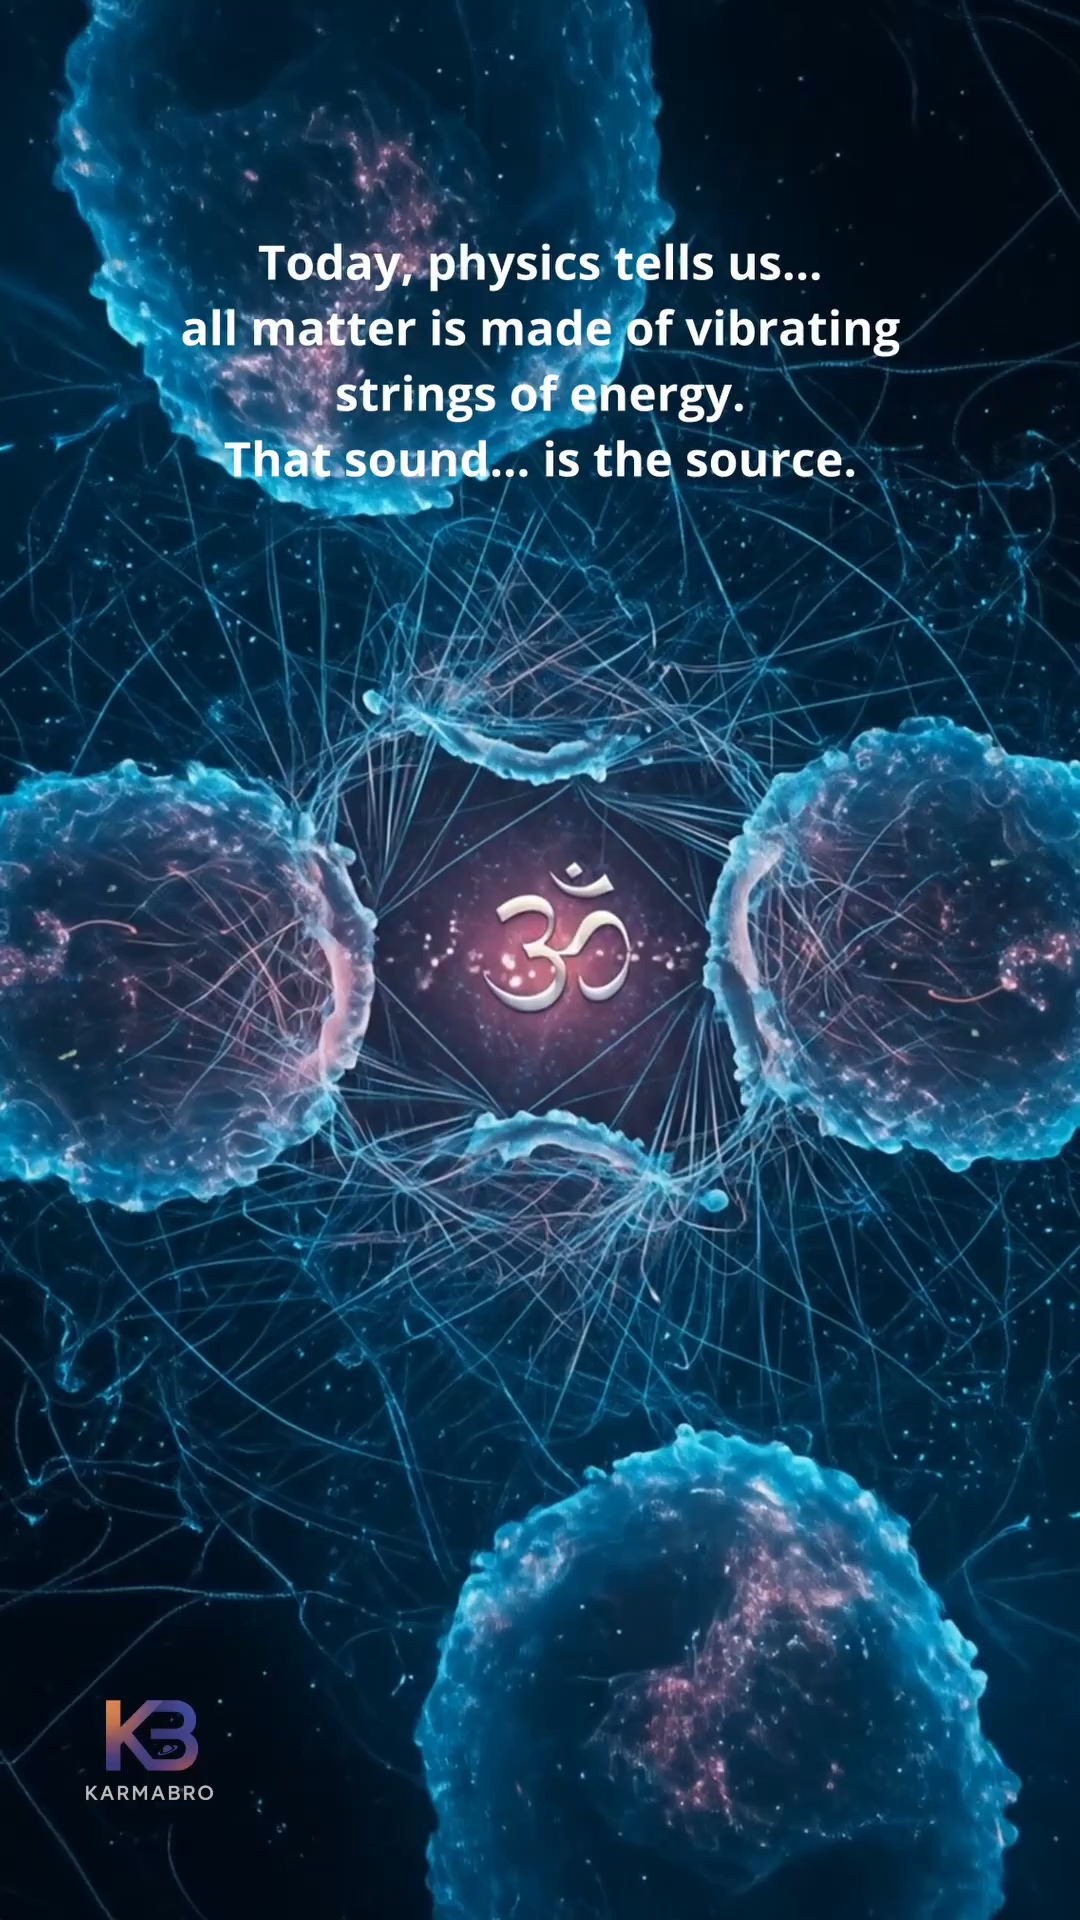 Today, physics tells us...
all matter is made of vibrating
strings of energy.
That sound... is the source.
ॐ
KB
KARMABRO